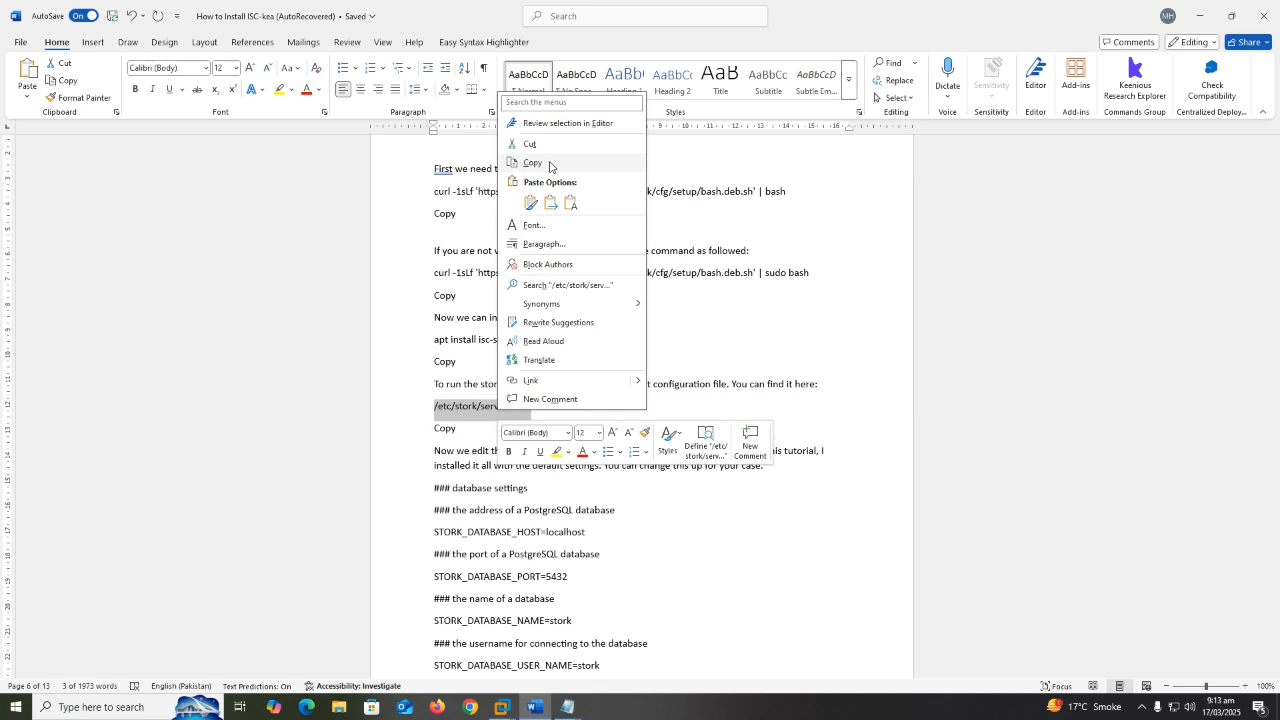 AutoSave On How to Install ISC-kea (AutoRecovered) • Saved Search MH
File Home Insert Draw Design Layout References Mailings Review View Help Easy Syntax Highlighter Comments Editing Share
Paste Cut Copy Format Painter Calibri (Body) 12 Aa AaBbCcD AaBbCcD AaBbC AaBbCcC AaB AaBbCcC AaBbCcD Title Subtle Em... Heading 2 Find Replace Select Dictate Sensitivity Editor Add-ins Keenious Research Explorer Check Compatibility
Clipboard Font Paragraph Styles Editing Voice Sensitivity Editor Add-ins Commands Group Centralized Deploy...
Search the menus
Review selection in Editor
Cut
Copy
Paste Options:
Font...
Paragraph...
Block Authors
Search "/etc/stork/serv..."
Synonyms
Rewrite Suggestions
Read Aloud
Translate
Link
New Comment
Calibri (Body) 12 Styles Define "/etc/ stork/serv..." New Comment
First we need t
curl -1sLf 'https k/cfg/setup/bash.deb.sh' | bash
Copy
If you are not command as followed:
curl -1sLf 'https k/cfg/setup/bash.deb.sh' | sudo bash
Copy
Now we can in
apt install isc-s
Copy
To run the stor t configuration file. You can find it here:
/etc/stork/serv
Copy
Now we edit th his tutorial, I
installed it all with the default settings. You can change this up for your case.
### database settings
### the address of a PostgreSQL database
STORK_DATABASE_HOST=localhost
### the port of a PostgreSQL database
STORK_DATABASE_PORT=5432
### the name of a database
STORK_DATABASE_NAME=stork
### the username for connecting to the database
STORK_DATABASE_USER_NAME=stork
Page 6 of 13 3 of 1973 words English (Pakistan) Text Predictions: On Accessibility: Investigate Focus 100%
Type here to search 17°C Smoke 9:13 am
17/03/2025